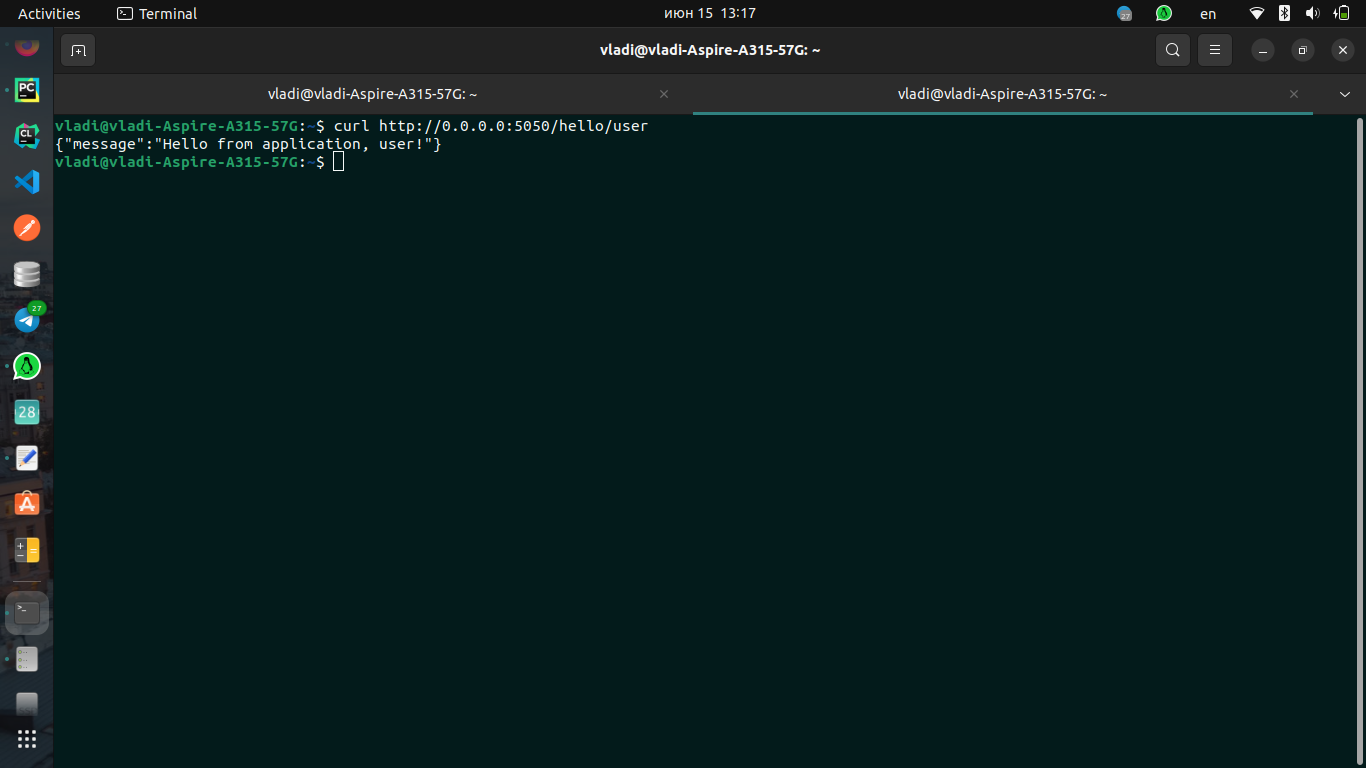 Activities
Terminal
июн 15 13:17
27
en
vladi@vladi-Aspire-A315-57G: ~
vladi@vladi-Aspire-A315-57G: ~
vladi@vladi-Aspire-A315-57G: ~
vladi@vladi-Aspire-A315-57G:~$ curl http://0.0.0.0:5050/hello/user
{"message":"Hello from application, user!"}
vladi@vladi-Aspire-A315-57G:~$
PC
CL
27
28